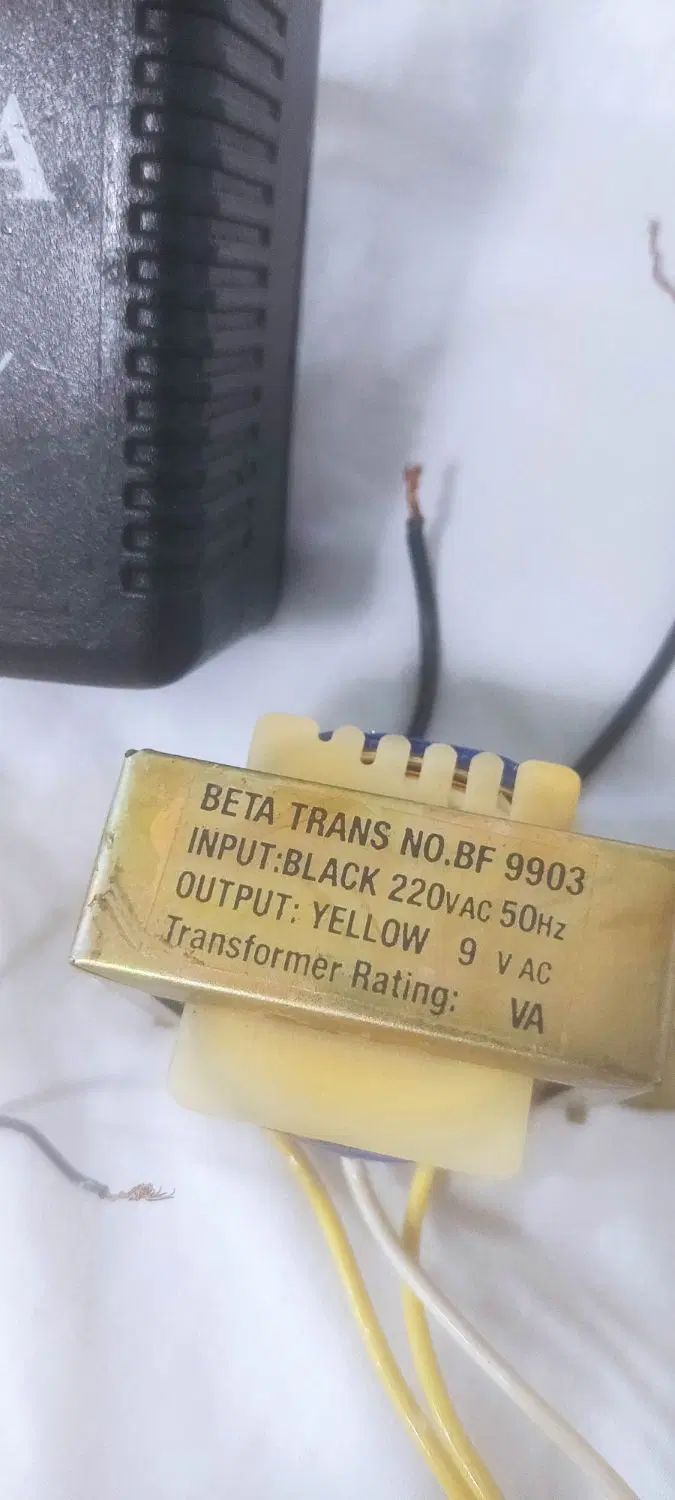 A
BETA TRANS NO.BF 9903
INPUT:BLACK 220VAC 50Hz
OUTPUT: YELLOW 9 V AC
Transformer Rating: VA